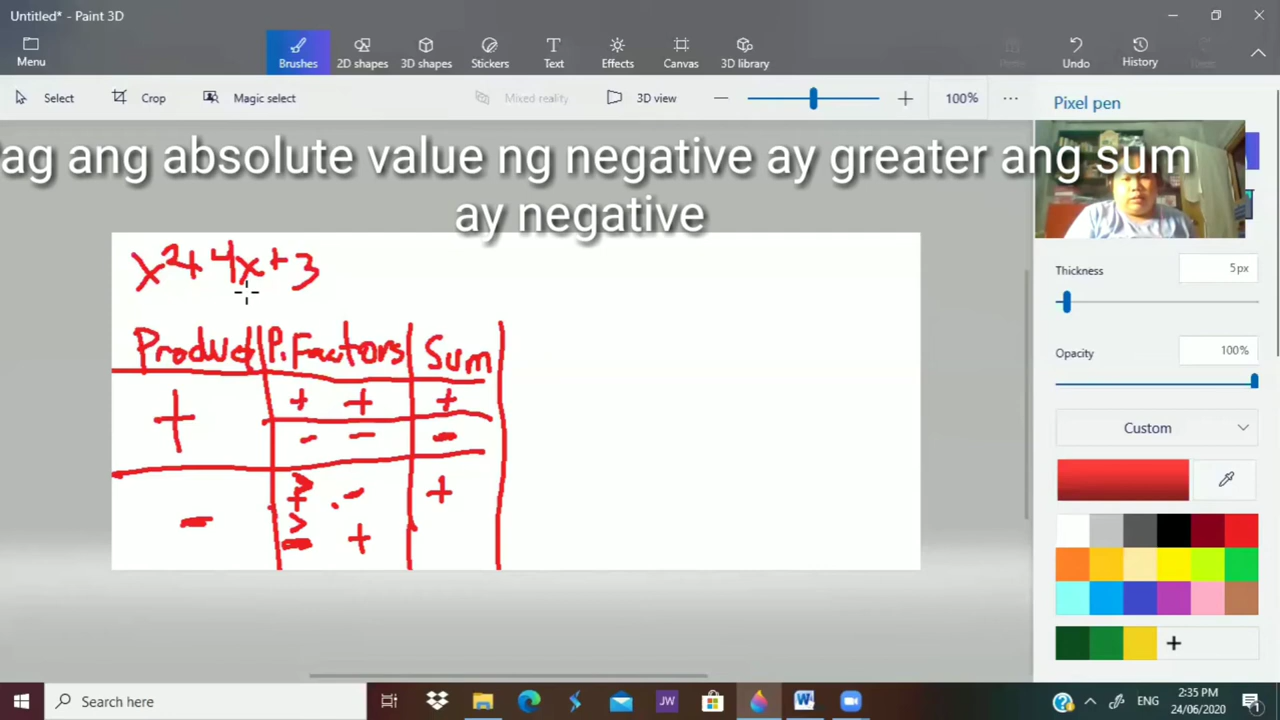 Untitled* - Paint 3D
Menu
Brushes
2D shapes
3D shapes
Stickers
Text
Effects
Canvas
3D library
Undo
History
Select
Crop
Magic select
Mixed reality
3D view
100%
Pixel pen
ag ang absolute value ng negative ay greater ang sum
ay negative
x²+4x+3
Product P. Factors Sum
+ + + +
- - -
- > + - +
> - +
Thickness
5px
Opacity
100%
Custom
+
Search here
JW
W
ENG
2:35 PM
24/06/2020
1